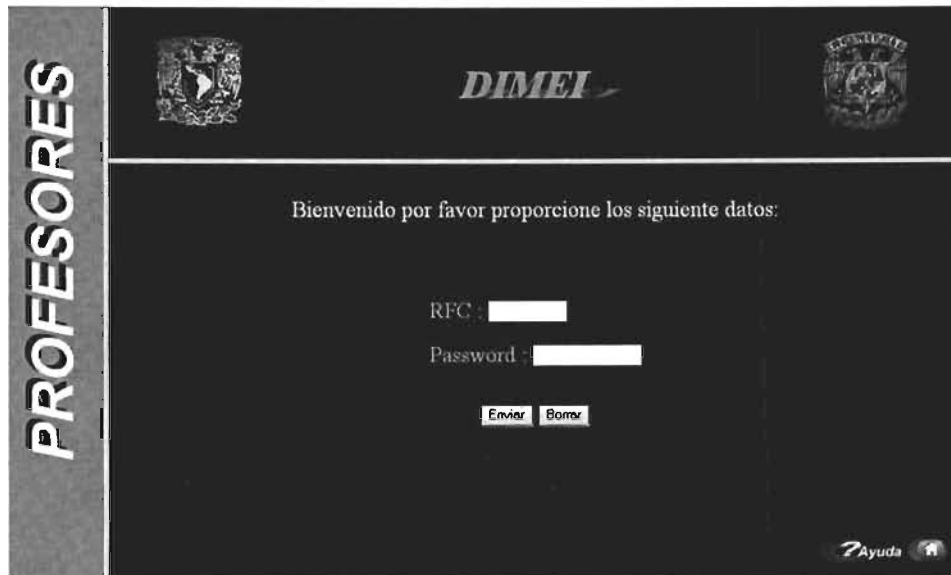 PROFESORES
DIMEI
Bienvenido por favor proporcione los siguiente datos:
RFC :
Password :
Enviar Borrar
?Ayuda